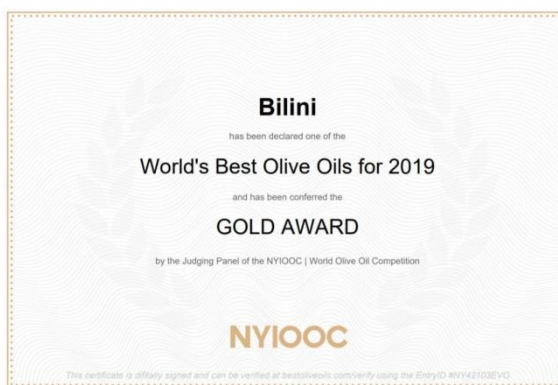 Bilini
has been declared one of the
World's Best Olive Oils for 2019
and has been conferred the
GOLD AWARD
by the Judging Panel of the NYIOOC | World Olive Oil Competition
NYIOOC
This certificate is difitally signed and can be verified at bestoliveoils.com/verify using the EntryID #NY42103EVO